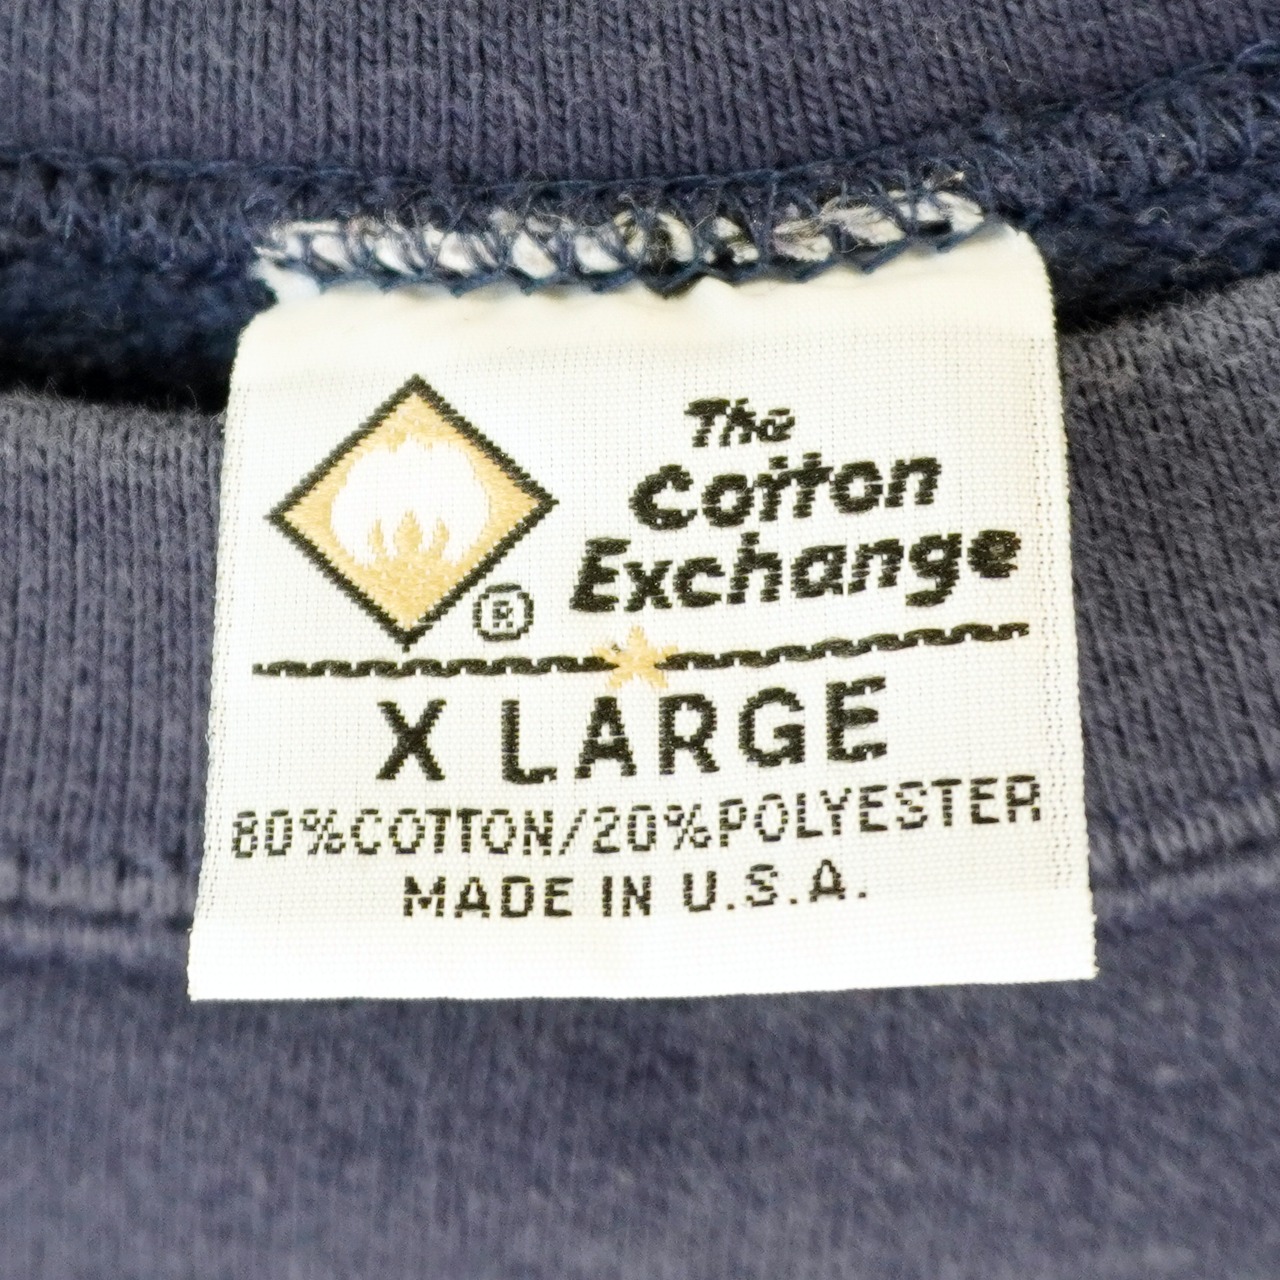 The
Cotton
Exchange
®
X LARGE
80%COTTON/20%POLYESTER
MADE IN U.S.A.